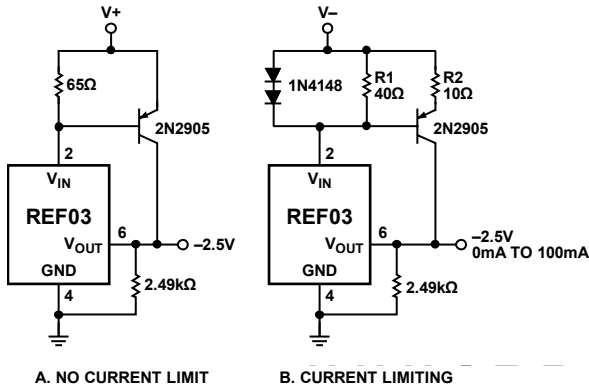 V+
65Ω
2N2905
2
VIN
REF03
VOUT
6
–2.5V
GND
4
2.49kΩ
A. NO CURRENT LIMIT
V–
1N4148
R1
40Ω
R2
10Ω
2N2905
2
VIN
REF03
VOUT
6
–2.5V
0mA TO 100mA
GND
4
2.49kΩ
B. CURRENT LIMITING